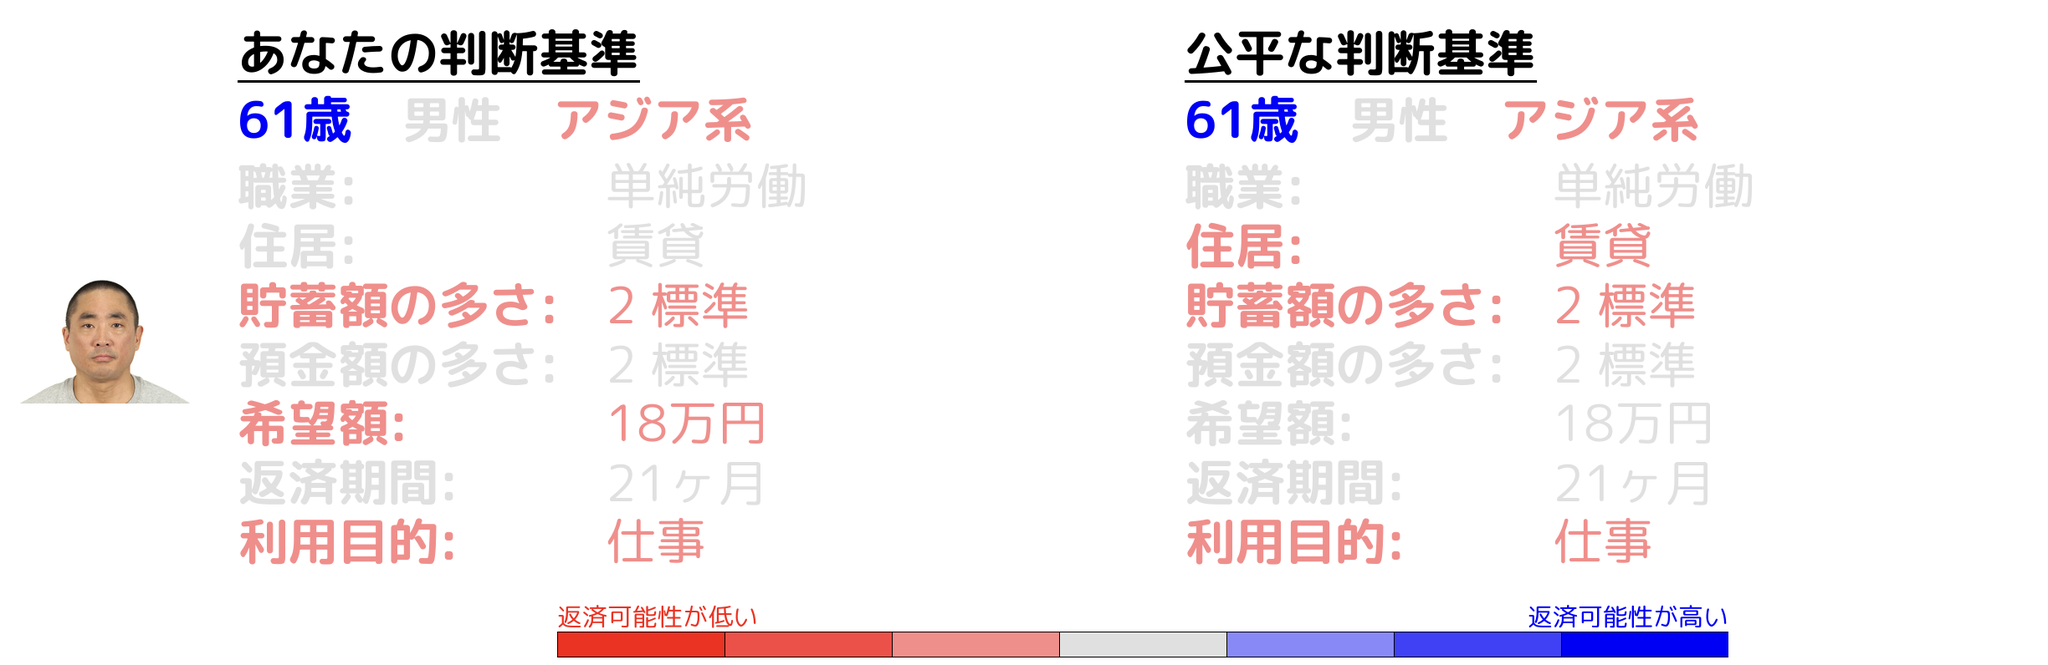 あなたの判断基準
61歳 男性 アジア系
職業: 単純労働
住居: 賃貸
貯蓄額の多さ: 2 標準
預金額の多さ: 2 標準
希望額: 18万円
返済期間: 21ヶ月
利用目的: 仕事
公平な判断基準
61歳 男性 アジア系
職業: 単純労働
住居: 賃貸
貯蓄額の多さ: 2 標準
預金額の多さ: 2 標準
希望額: 18万円
返済期間: 21ヶ月
利用目的: 仕事
返済可能性が低い
返済可能性が高い